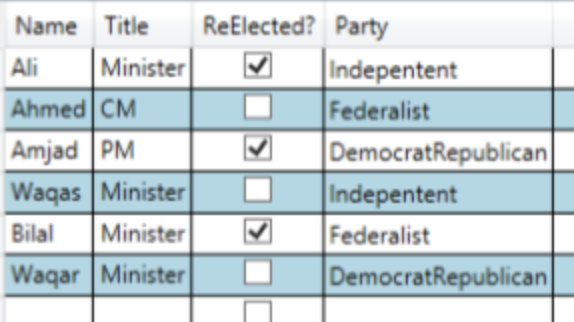 Name Title ReElected? Party
Ali Minister Indepentent
Ahmed CM Federalist
Amjad PM DemocratRepublican
Waqas Minister Indepentent
Bilal Minister Federalist
Waqar Minister DemocratRepublican